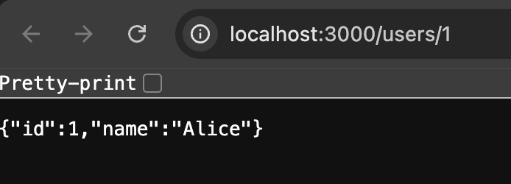 localhost:3000/users/1
Pretty-print
{"id":1,"name":"Alice"}